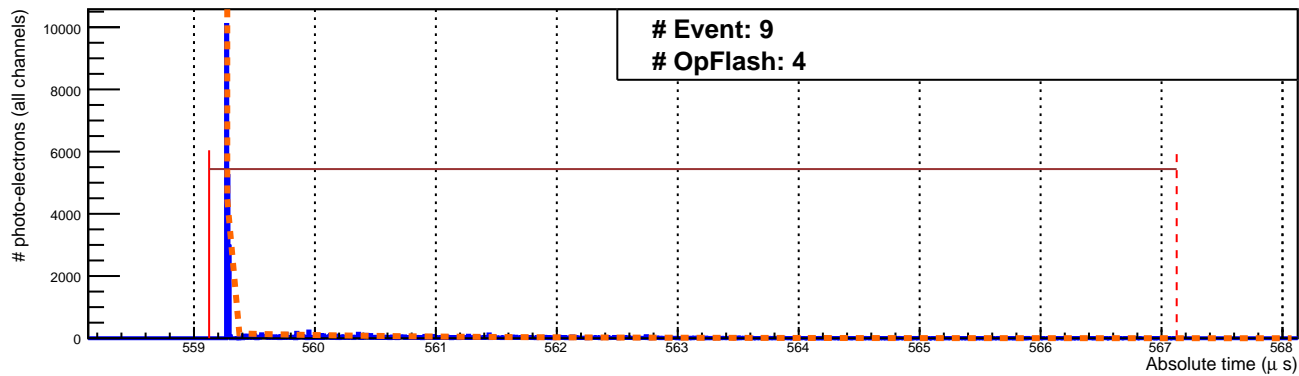 # Event: 9
# OpFlash: 4
# photo-electrons (all channels)
10000
8000
6000
4000
2000
0
559 560 561 562 563 564 565 566 567 568
Absolute time (μ s)